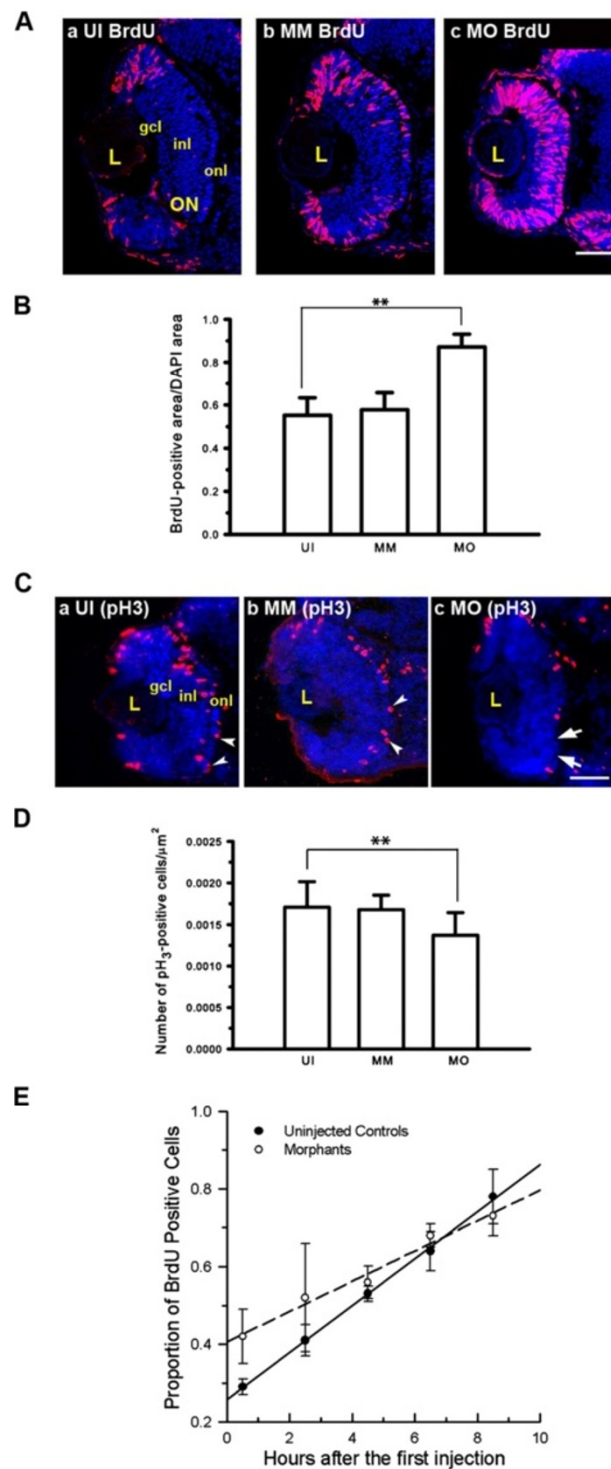 A
a UI BrdU
b MM BrdU
c MO BrdU
gcl
L
inl
onl
ON
L
L
B
**
BrdU-positive area/DAPI area
1.0
0.8
0.6
0.4
0.2
0.0
UI MM MO
C
a UI (pH3)
b MM (pH3)
c MO (pH3)
gcl
inl
onl
L
L
L
D
**
Number of pH3-positive cells/μm²
0.0025
0.0020
0.0015
0.0010
0.0005
0.0000
UI MM MO
E
Proportion of BrdU Positive Cells
1.0
0.8
0.6
0.4
0.2
Uninjected Controls
Morphants
0 2 4 6 8 10
Hours after the first injection